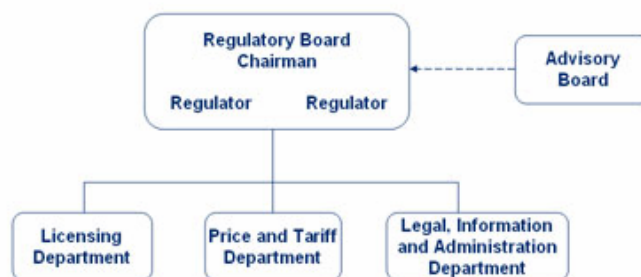 Regulatory Board
Chairman
Regulator Regulator
Advisory
Board
Licensing
Department
Price and Tariff
Department
Legal, Information
and Administration
Department